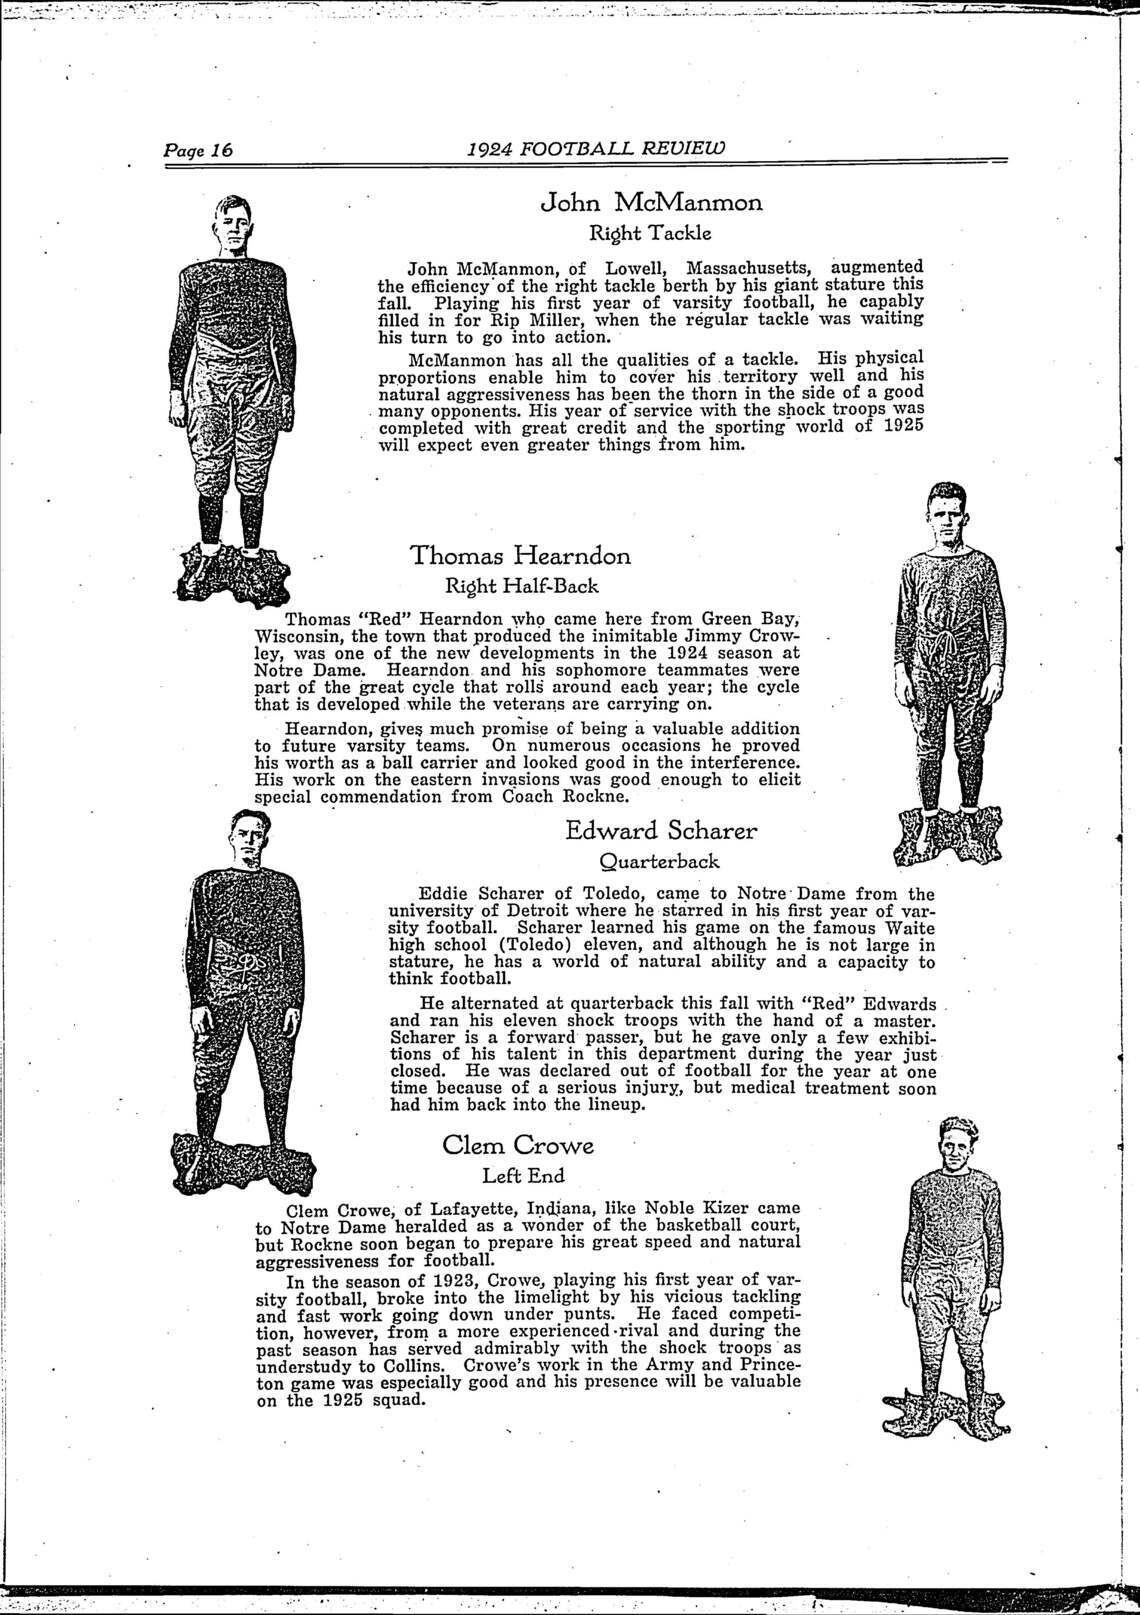 Page 16
1924 FOOTBALL REVIEW
John McManmon
Right Tackle
John McManmon, of Lowell, Massachusetts, augmented
the efficiency of the right tackle berth by his giant stature this
fall. Playing his first year of varsity football, he capably
filled in for Rip Miller, when the regular tackle was waiting
his turn to go into action.
McManmon has all the qualities of a tackle. His physical
proportions enable him to cover his territory well and his
natural aggressiveness has been the thorn in the side of a good
many opponents. His year of service with the shock troops was
completed with great credit and the sporting world of 1925
will expect even greater things from him.
Thomas Hearndon
Right Half-Back
Thomas “Red” Hearndon who came here from Green Bay,
Wisconsin, the town that produced the inimitable Jimmy Crow-
ley, was one of the new developments in the 1924 season at
Notre Dame. Hearndon and his sophomore teammates were
part of the great cycle that rolls around each year; the cycle
that is developed while the veterans are carrying on.
Hearndon, gives much promise of being a valuable addition
to future varsity teams. On numerous occasions he proved
his worth as a ball carrier and looked good in the interference.
His work on the eastern invasions was good enough to elicit
special commendation from Coach Rockne.
Edward Scharer
Quarterback
Eddie Scharer of Toledo, came to Notre Dame from the
university of Detroit where he starred in his first year of var-
sity football. Scharer learned his game on the famous Waite
high school (Toledo) eleven, and although he is not large in
stature, he has a world of natural ability and a capacity to
think football.
He alternated at quarterback this fall with “Red” Edwards
and ran his eleven shock troops with the hand of a master.
Scharer is a forward passer, but he gave only a few exhibi-
tions of his talent in this department during the year just
closed. He was declared out of football for the year at one
time because of a serious injury, but medical treatment soon
had him back into the lineup.
Clem Crowe
Left End
Clem Crowe, of Lafayette, Indiana, like Noble Kizer came
to Notre Dame heralded as a wonder of the basketball court,
but Rockne soon began to prepare his great speed and natural
aggressiveness for football.
In the season of 1923, Crowe, playing his first year of var-
sity football, broke into the limelight by his vicious tackling
and fast work going down under punts. He faced competi-
tion, however, from a more experienced rival and during the
past season has served admirably with the shock troops as
understudy to Collins. Crowe's work in the Army and Prince-
ton game was especially good and his presence will be valuable
on the 1925 squad.